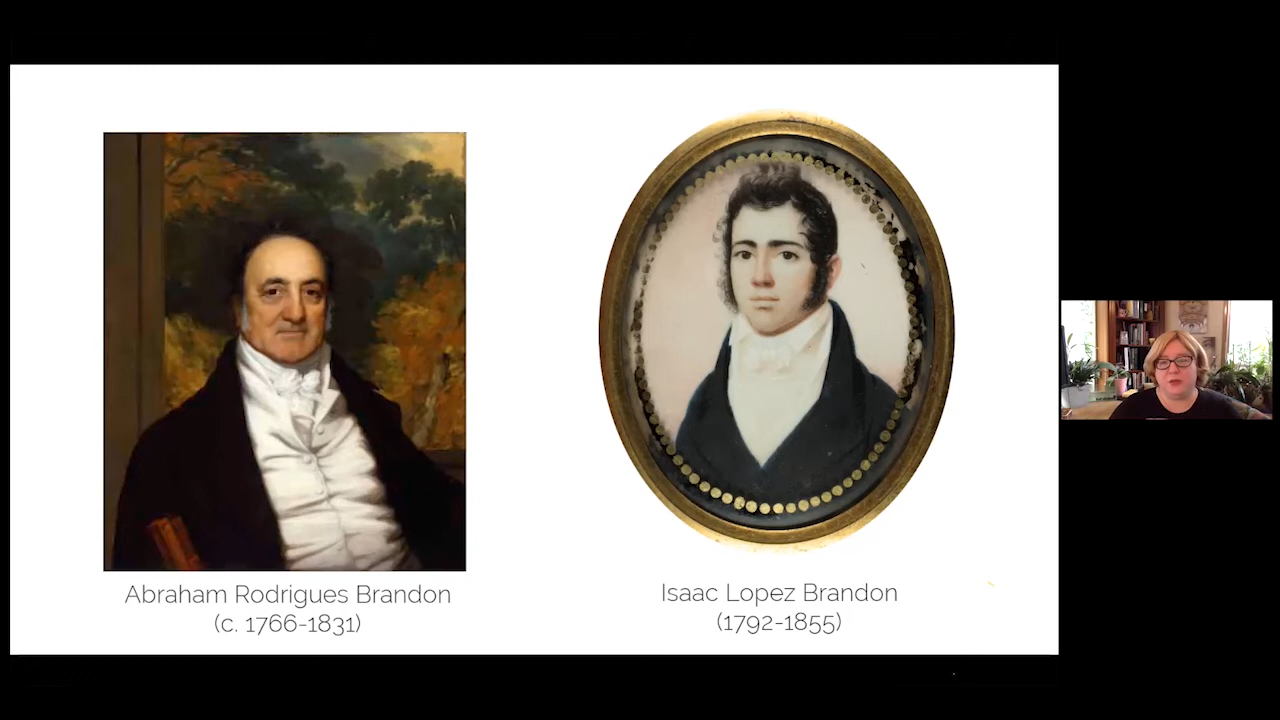 Abraham Rodrigues Brandon
(c. 1766-1831)
Isaac Lopez Brandon
(1792-1855)